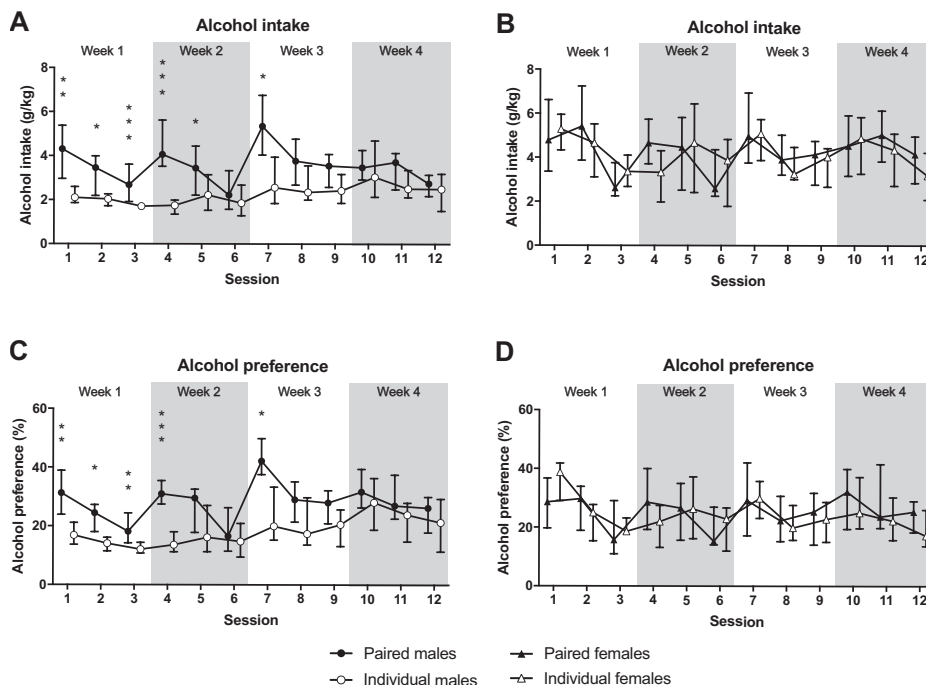 A
Alcohol intake
Week 1 Week 2 Week 3 Week 4
Alcohol intake (g/kg)
8
6
4
2
0
* * * * * * * * * * * *
1 2 3 4 5 6 7 8 9 10 11 12
Session
B
Alcohol intake
Week 1 Week 2 Week 3 Week 4
Alcohol intake (g/kg)
8
6
4
2
0
1 2 3 4 5 6 7 8 9 10 11 12
Session
C
Alcohol preference
Week 1 Week 2 Week 3 Week 4
Alcohol preference (%)
60
40
20
0
* * * * * * * * *
1 2 3 4 5 6 7 8 9 10 11 12
Session
D
Alcohol preference
Week 1 Week 2 Week 3 Week 4
Alcohol preference (%)
60
40
20
0
1 2 3 4 5 6 7 8 9 10 11 12
Session
Paired males Paired females
Individual males Individual females